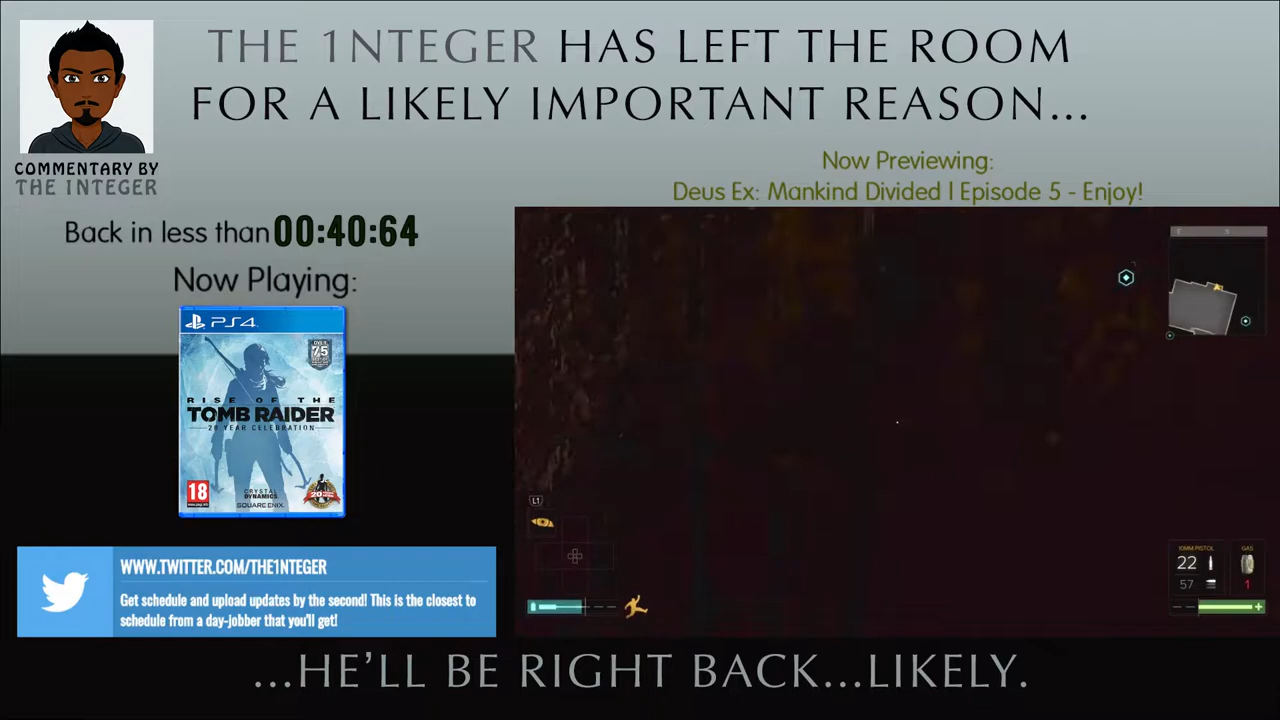 THE 1NTEGER HAS LEFT THE ROOM
FOR A LIKELY IMPORTANT REASON...
COMMENTARY BY
THE 1NTEGER
Now Previewing:
Deus Ex: Mankind Divided | Episode 5 - Enjoy!
Back in less than 00:40:64
Now Playing:
PS4
OVER
75
RISE OF THE
TOMB RAIDER
20 YEAR CELEBRATION
18
CRYSTAL
DYNAMICS
SQUARE ENIX
20
WWW.TWITTER.COM/THE1NTEGER
Get schedule and upload updates by the second! This is the closest to
schedule from a day-jobber that you'll get!
S
L1
10MM PISTOL
22
57
GAS
1
...HE'LL BE RIGHT BACK...LIKELY.